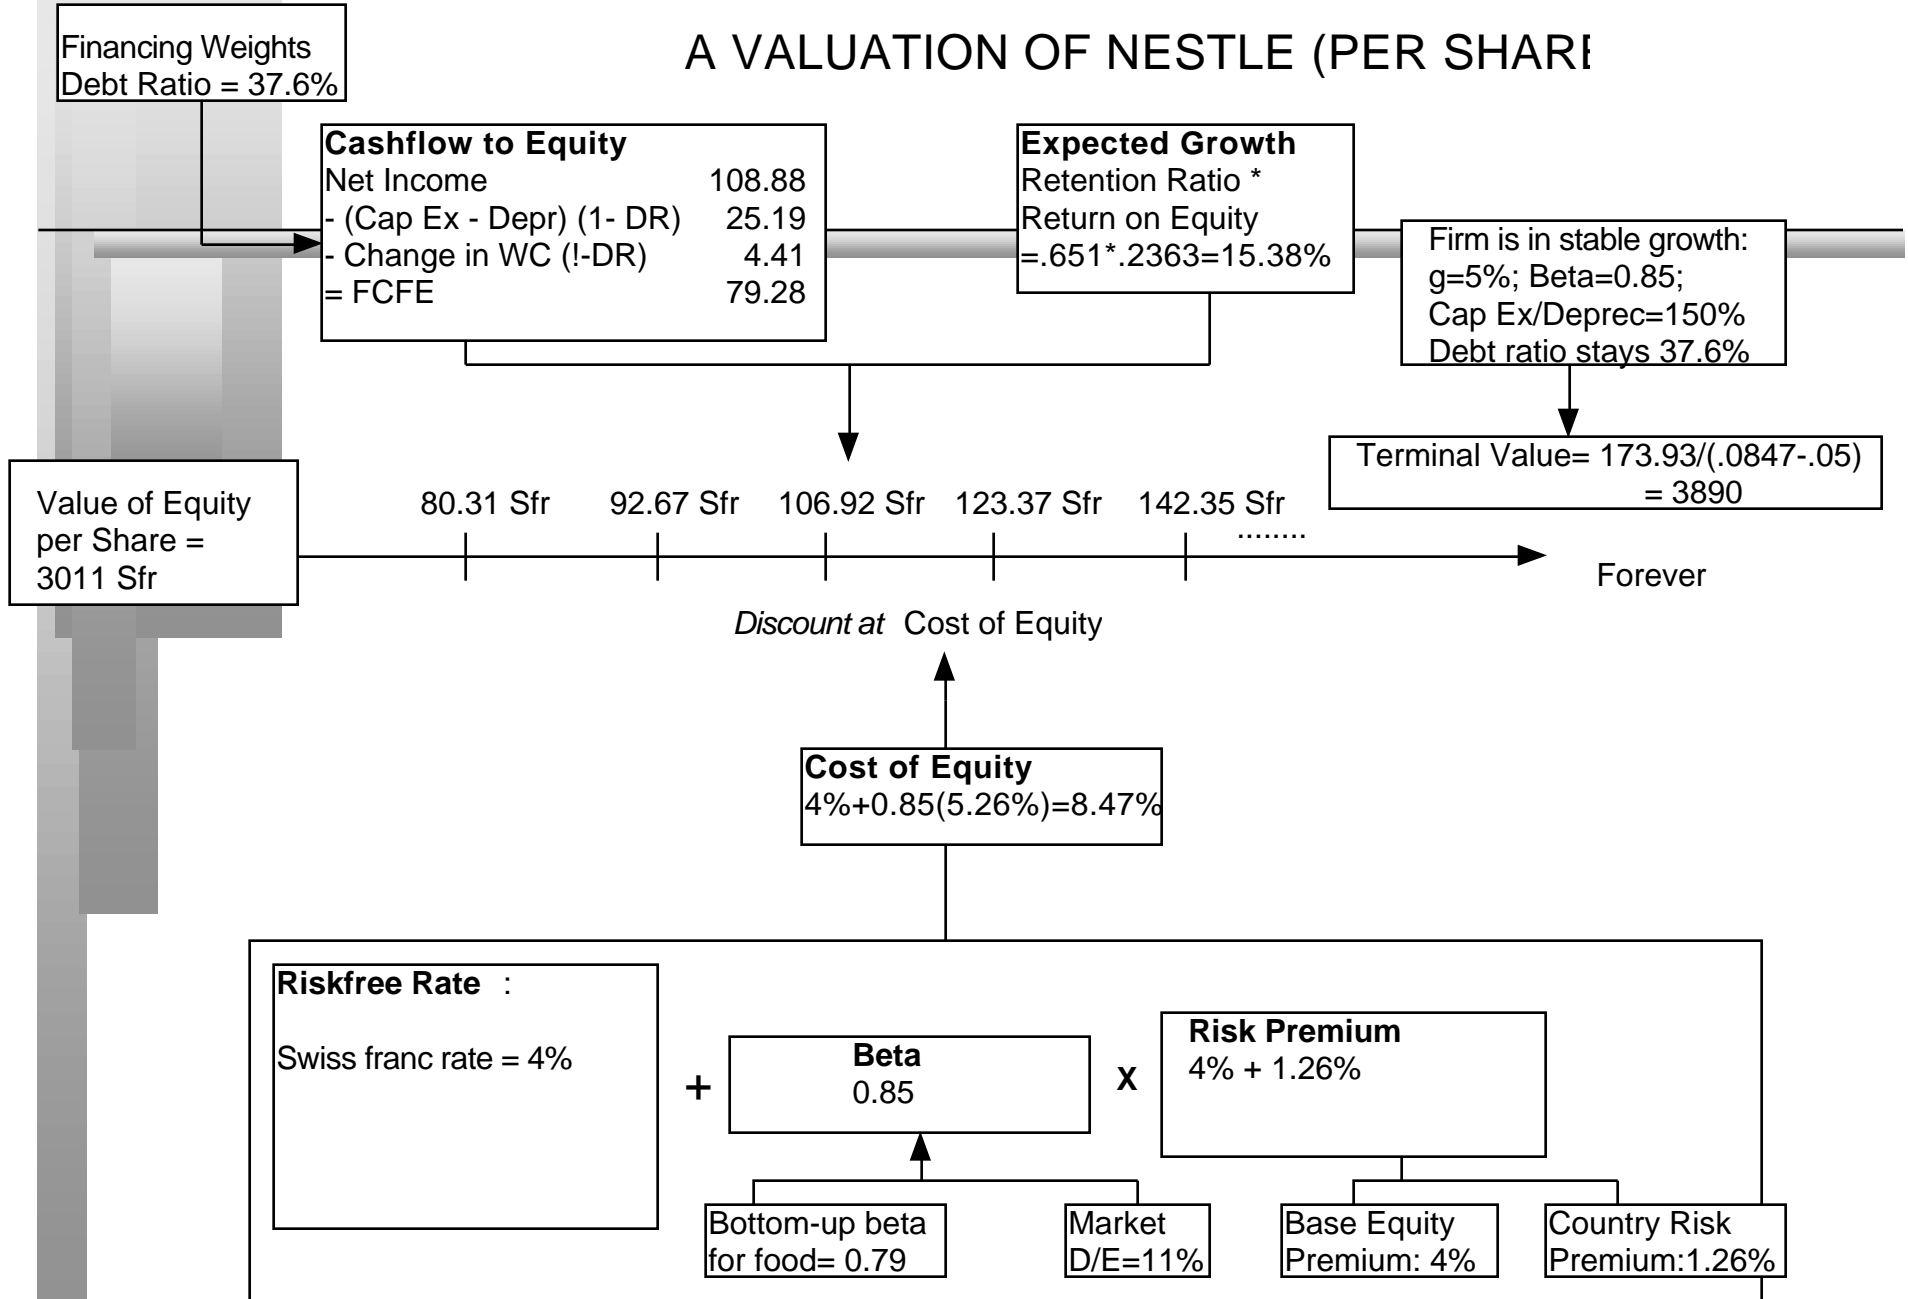 Financing Weights
Debt Ratio = 37.6%
A VALUATION OF NESTLE (PER SHARE
Cashflow to Equity
Net Income 108.88
- (Cap Ex - Depr) (1- DR) 25.19
- Change in WC (!-DR) 4.41
= FCFE 79.28
Expected Growth
Retention Ratio *
Return on Equity
=.651*.2363=15.38%
Firm is in stable growth:
g=5%; Beta=0.85;
Cap Ex/Deprec=150%
Debt ratio stays 37.6%
Terminal Value= 173.93/(.0847-.05)
= 3890
Value of Equity
per Share =
3011 Sfr
80.31 Sfr 92.67 Sfr 106.92 Sfr 123.37 Sfr 142.35 Sfr
........
Forever
Discount at Cost of Equity
Cost of Equity
4%+0.85(5.26%)=8.47%
Riskfree Rate :
Swiss franc rate = 4%
+
Beta
0.85
X
Risk Premium
4% + 1.26%
Bottom-up beta
for food= 0.79
Market
D/E=11%
Base Equity
Premium: 4%
Country Risk
Premium:1.26%